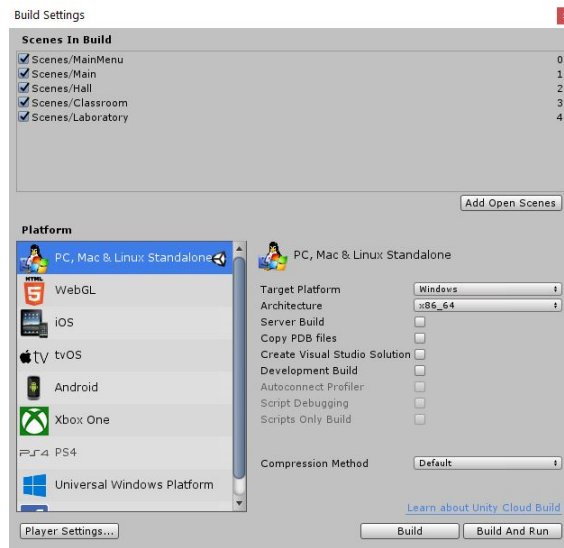 Build Settings
Scenes In Build
Scenes/MainMenu 0
Scenes/Main 1
Scenes/Hall 2
Scenes/Classroom 3
Scenes/Laboratory 4
Add Open Scenes
Platform
PC, Mac & Linux Standalone
HTML
5
WebGL
iOS
tv tvOS
Android
Xbox One
PS4 PS4
Universal Windows Platform
PC, Mac & Linux Standalone
Target Platform Windows
Architecture x86_64
Server Build
Copy PDB files
Create Visual Studio Solution
Development Build
Autoconnect Profiler
Script Debugging
Scripts Only Build
Compression Method Default
Learn about Unity Cloud Build
Player Settings...
Build
Build And Run